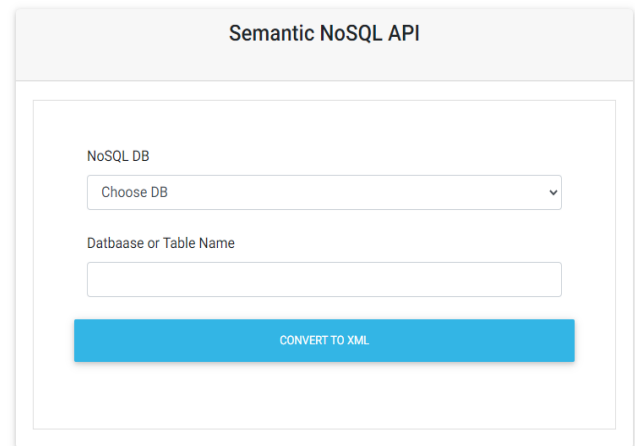 Semantic NoSQL API
NoSQL DB
Choose DB
Datbaase or Table Name
CONVERT TO XML